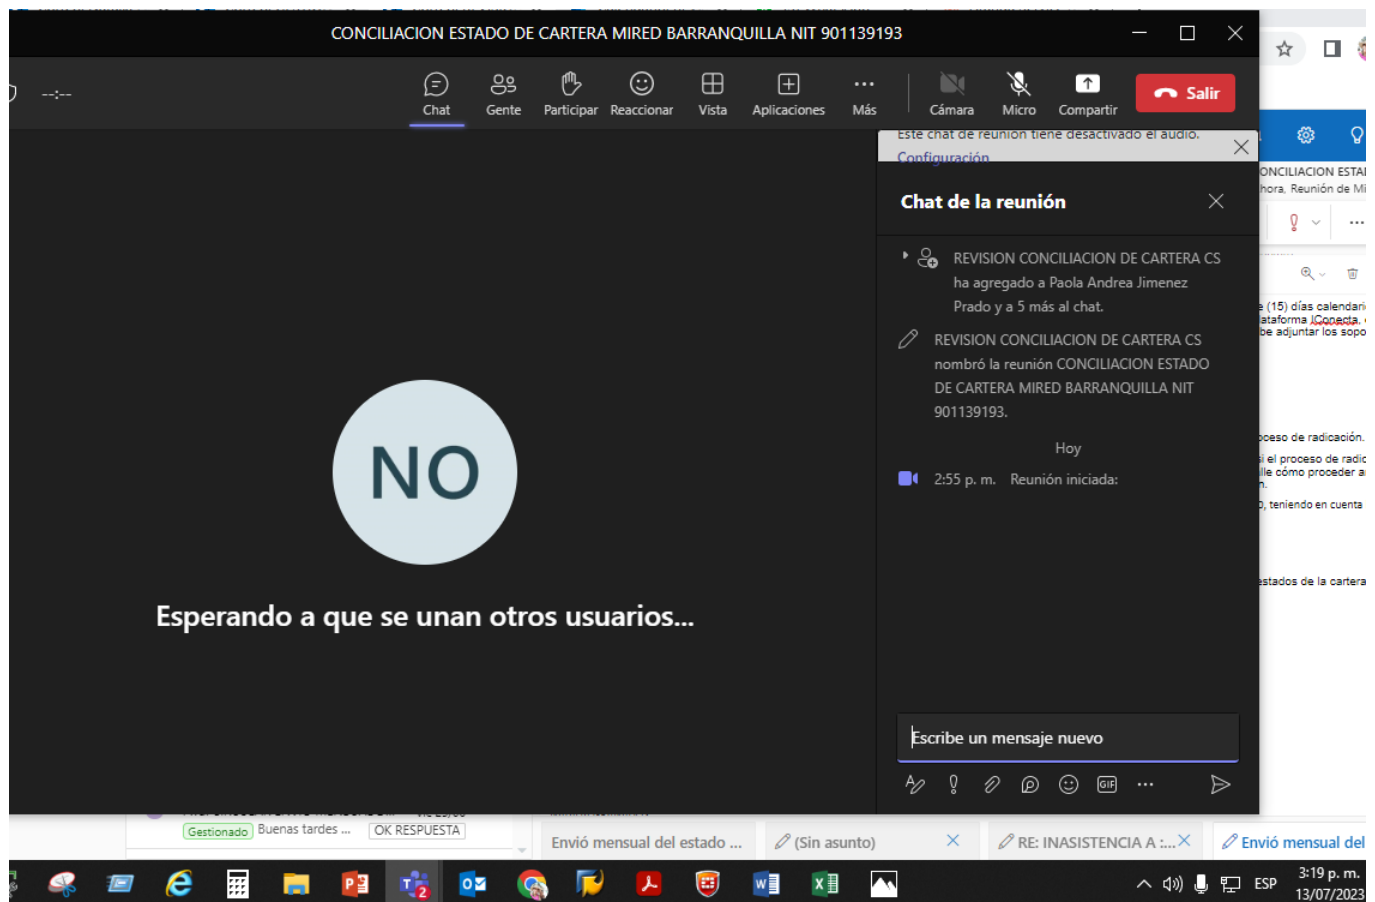 CONCILIACION ESTADO DE CARTERA MIRED BARRANQUILLA NIT 901139193
--:--
Chat
Gente
Participar
Reaccionar
Vista
Aplicaciones
Más
Cámara
Micro
Compartir
Salir
Este chat de reunión tiene desactivado el audio.
Configuración
Chat de la reunión
REVISION CONCILIACION DE CARTERA CS
ha agregado a Paola Andrea Jimenez
Prado y a 5 más al chat.
REVISION CONCILIACION DE CARTERA CS
nombró la reunión CONCILIACION ESTADO
DE CARTERA MIRED BARRANQUILLA NIT
901139193.
Hoy
2:55 p. m. Reunión iniciada:
NO
Esperando a que se unan otros usuarios...
Escribe un mensaje nuevo
GIF
ONCILIACION ESTA
hora, Reunión de Mi
e (15) días calendari
ataforma JConecta,
be adjuntar los sopo
oceso de radicación.
si el proceso de radic
lle cómo proceder a
n.
0, teniendo en cuenta
estados de la cartera
Gestionado Buenas tardes ... OK RESPUESTA
Envió mensual del estado ...
(Sin asunto)
RE: INASISTENCIA A :...
Envió mensual del
2
ESP
3:19 p. m.
13/07/2023